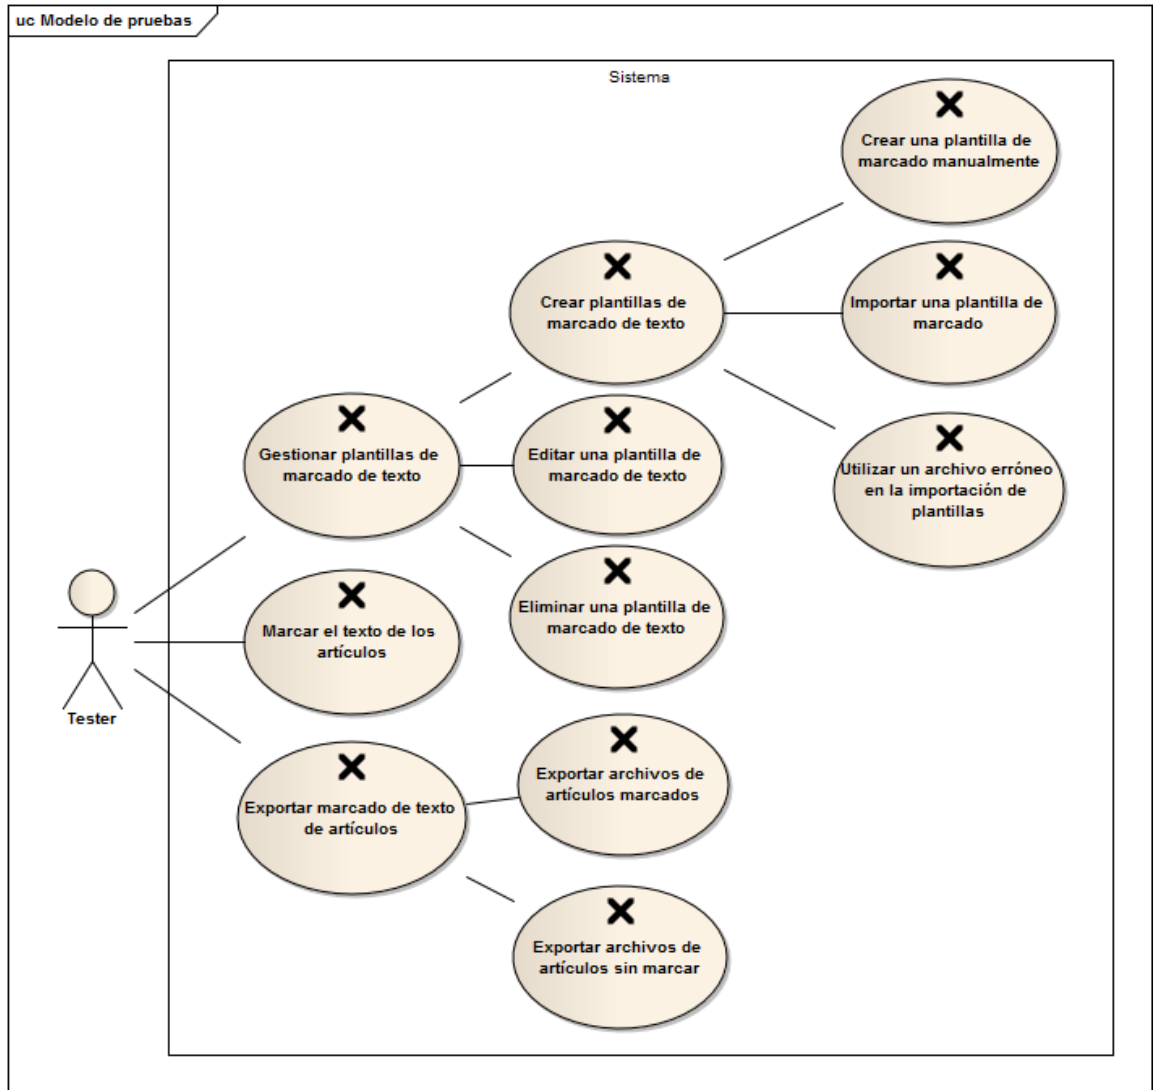 uc Modelo de pruebas
Sistema
Crear una plantilla de
marcado manualmente
Crear plantillas de
marcado de texto
Importar una plantilla de
marcado
Gestionar plantillas de
marcado de texto
Editar una plantilla de
marcado de texto
Utilizar un archivo erróneo
en la importación de
plantillas
Eliminar una plantilla de
marcado de texto
Marcar el texto de los
artículos
Tester
Exportar marcado de texto
de artículos
Exportar archivos de
artículos marcados
Exportar archivos de
artículos sin marcar